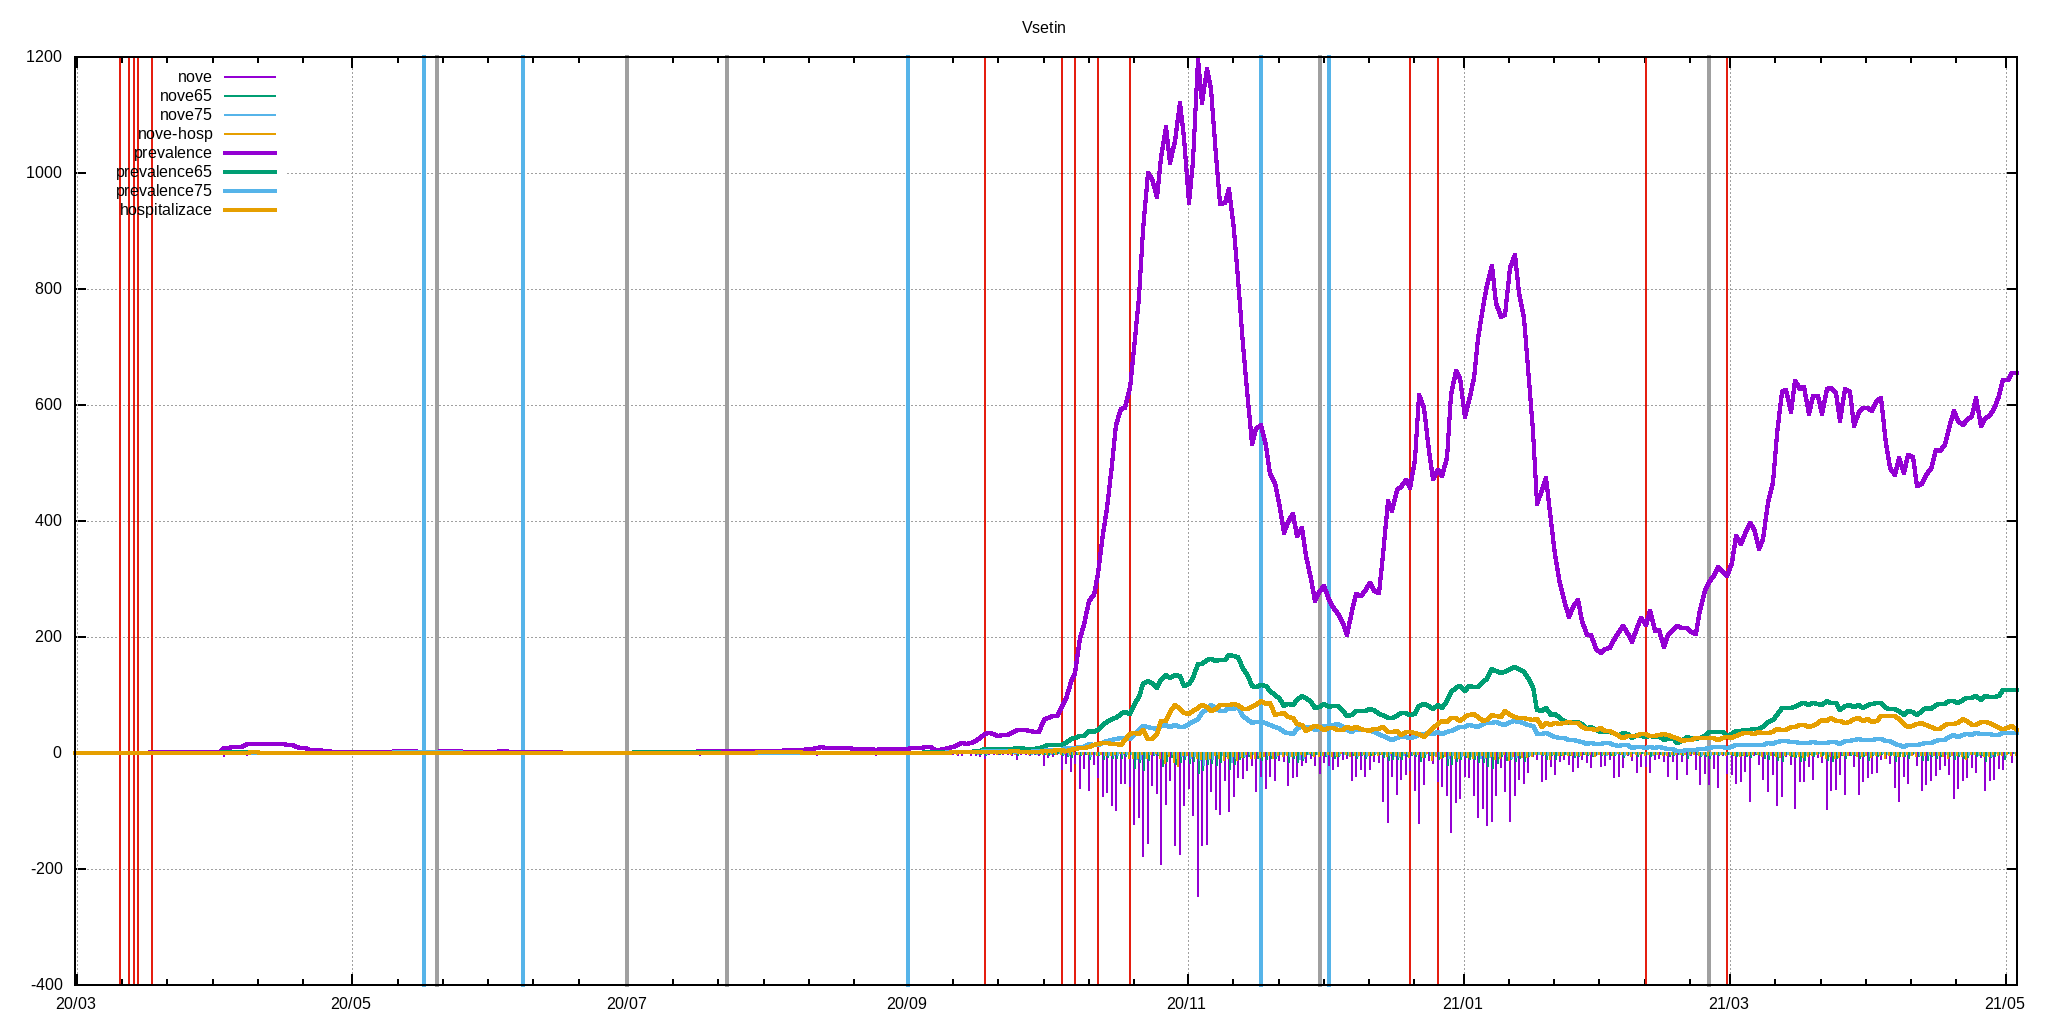 Vsetin
1200
1000
800
600
400
200
0
-200
-400
nove
nove65
nove75
nove-hosp
prevalence
prevalence65
prevalence75
hospitalizace
20/03 20/05 20/07 20/09 20/11 21/01 21/03 21/05